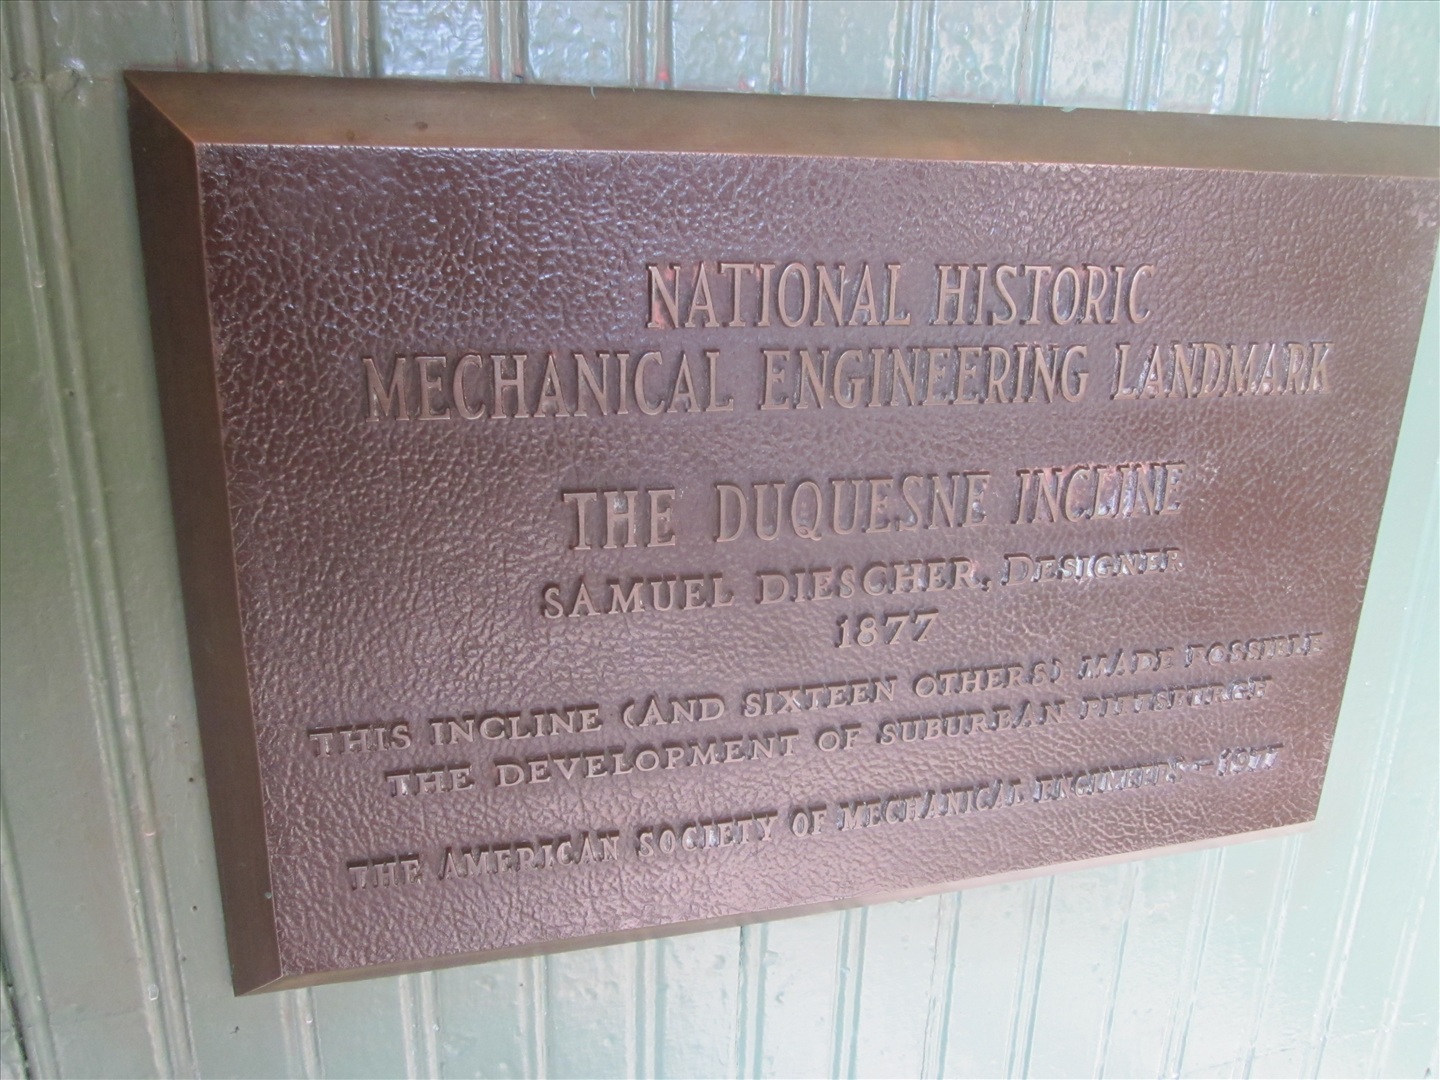 NATIONAL HISTORIC
MECHANICAL ENGINEERING LANDMARK
THE DUQUESNE INCLINE
SAMUEL DIESCHER, DESIGNER
1877
THIS INCLINE (AND SIXTEEN OTHERS) MADE POSSIBLE
THE DEVELOPMENT OF SUBURBAN PITTSBURGH
THE AMERICAN SOCIETY OF MECHANICAL ENGINEERS – 1977